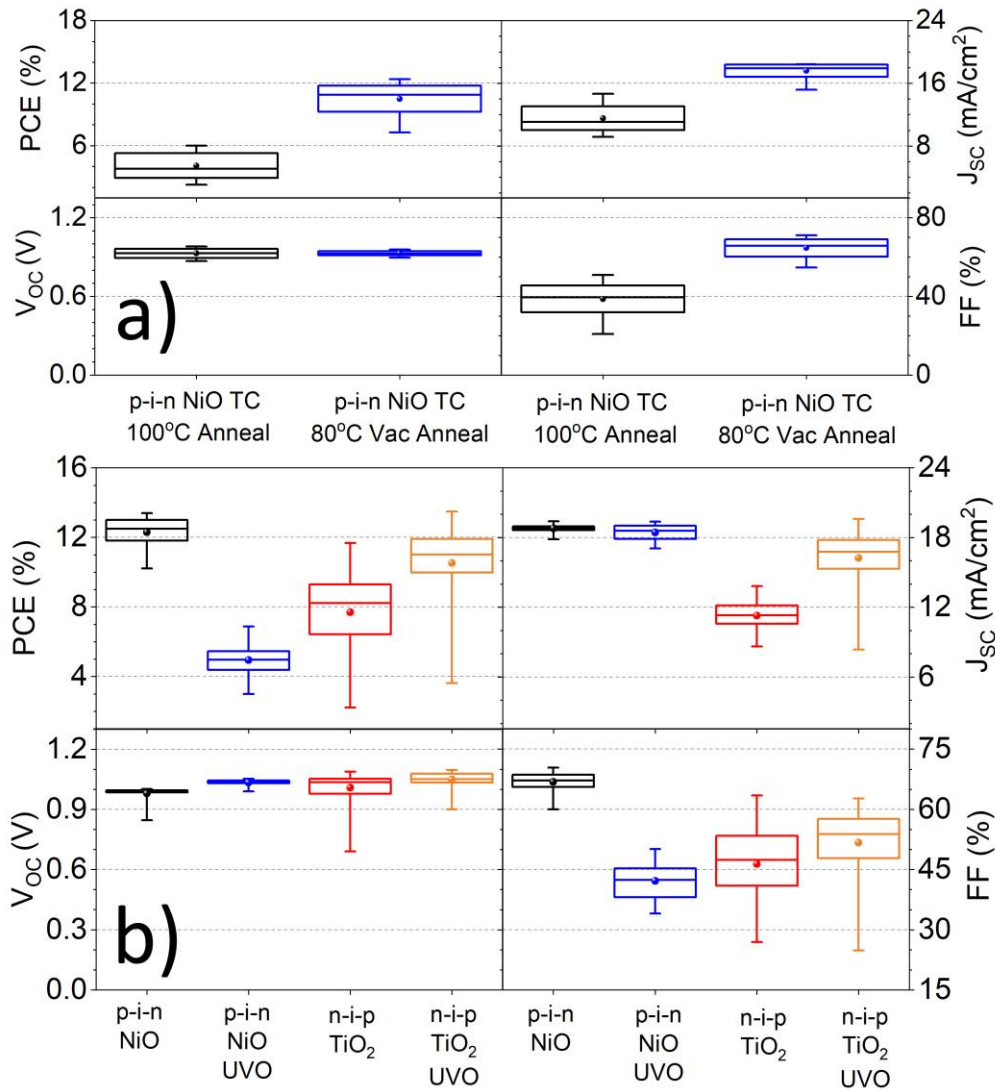 18
12
6
PCE (%)
24
16
8
0
J_SC (mA/cm²)
1.2
0.6
0.0
V_OC (V)
a)
80
40
0
FF (%)
p-i-n NiO TC
100°C Anneal
p-i-n NiO TC
80°C Vac Anneal
p-i-n NiO TC
100°C Anneal
p-i-n NiO TC
80°C Vac Anneal
16
12
8
4
PCE (%)
24
18
12
6
J_SC (mA/cm²)
1.2
0.9
0.6
0.3
0.0
V_OC (V)
b)
75
60
45
30
15
FF (%)
p-i-n
NiO
p-i-n
NiO
UVO
n-i-p
TiO₂
n-i-p
TiO₂
UVO
p-i-n
NiO
p-i-n
NiO
UVO
n-i-p
TiO₂
n-i-p
TiO₂
UVO